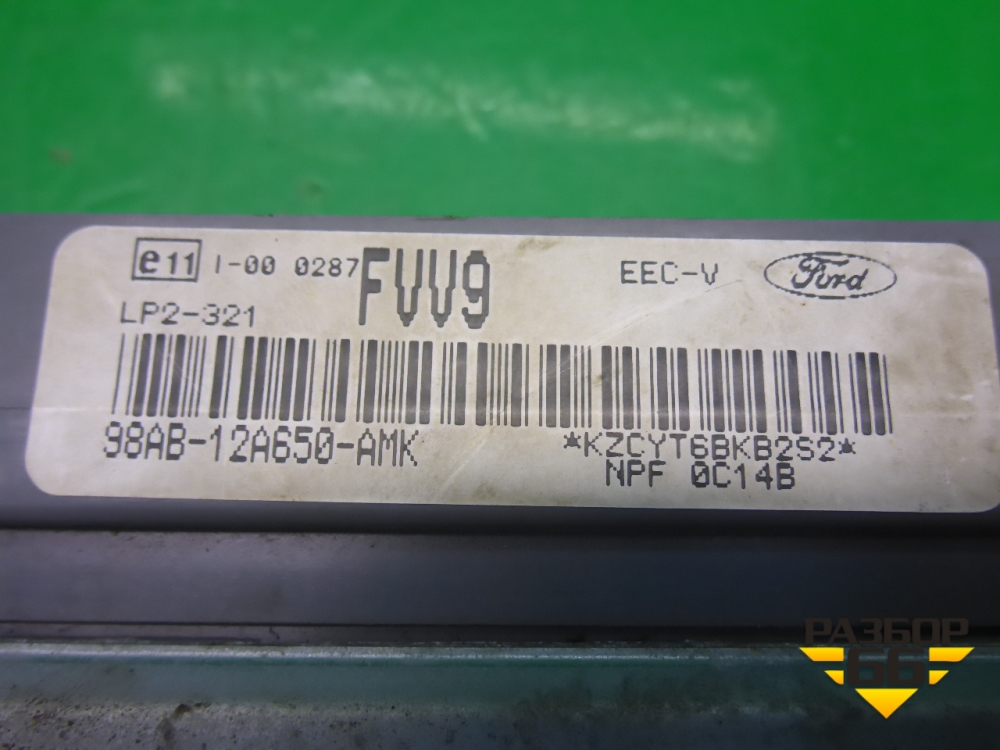 e11 I-00 0287 FVV9 EEC-V Ford
LP2-321
98AB-12A650-AMK *KZCYT6BKB2S2*
NPF 0C14B
РАЗБОР
66